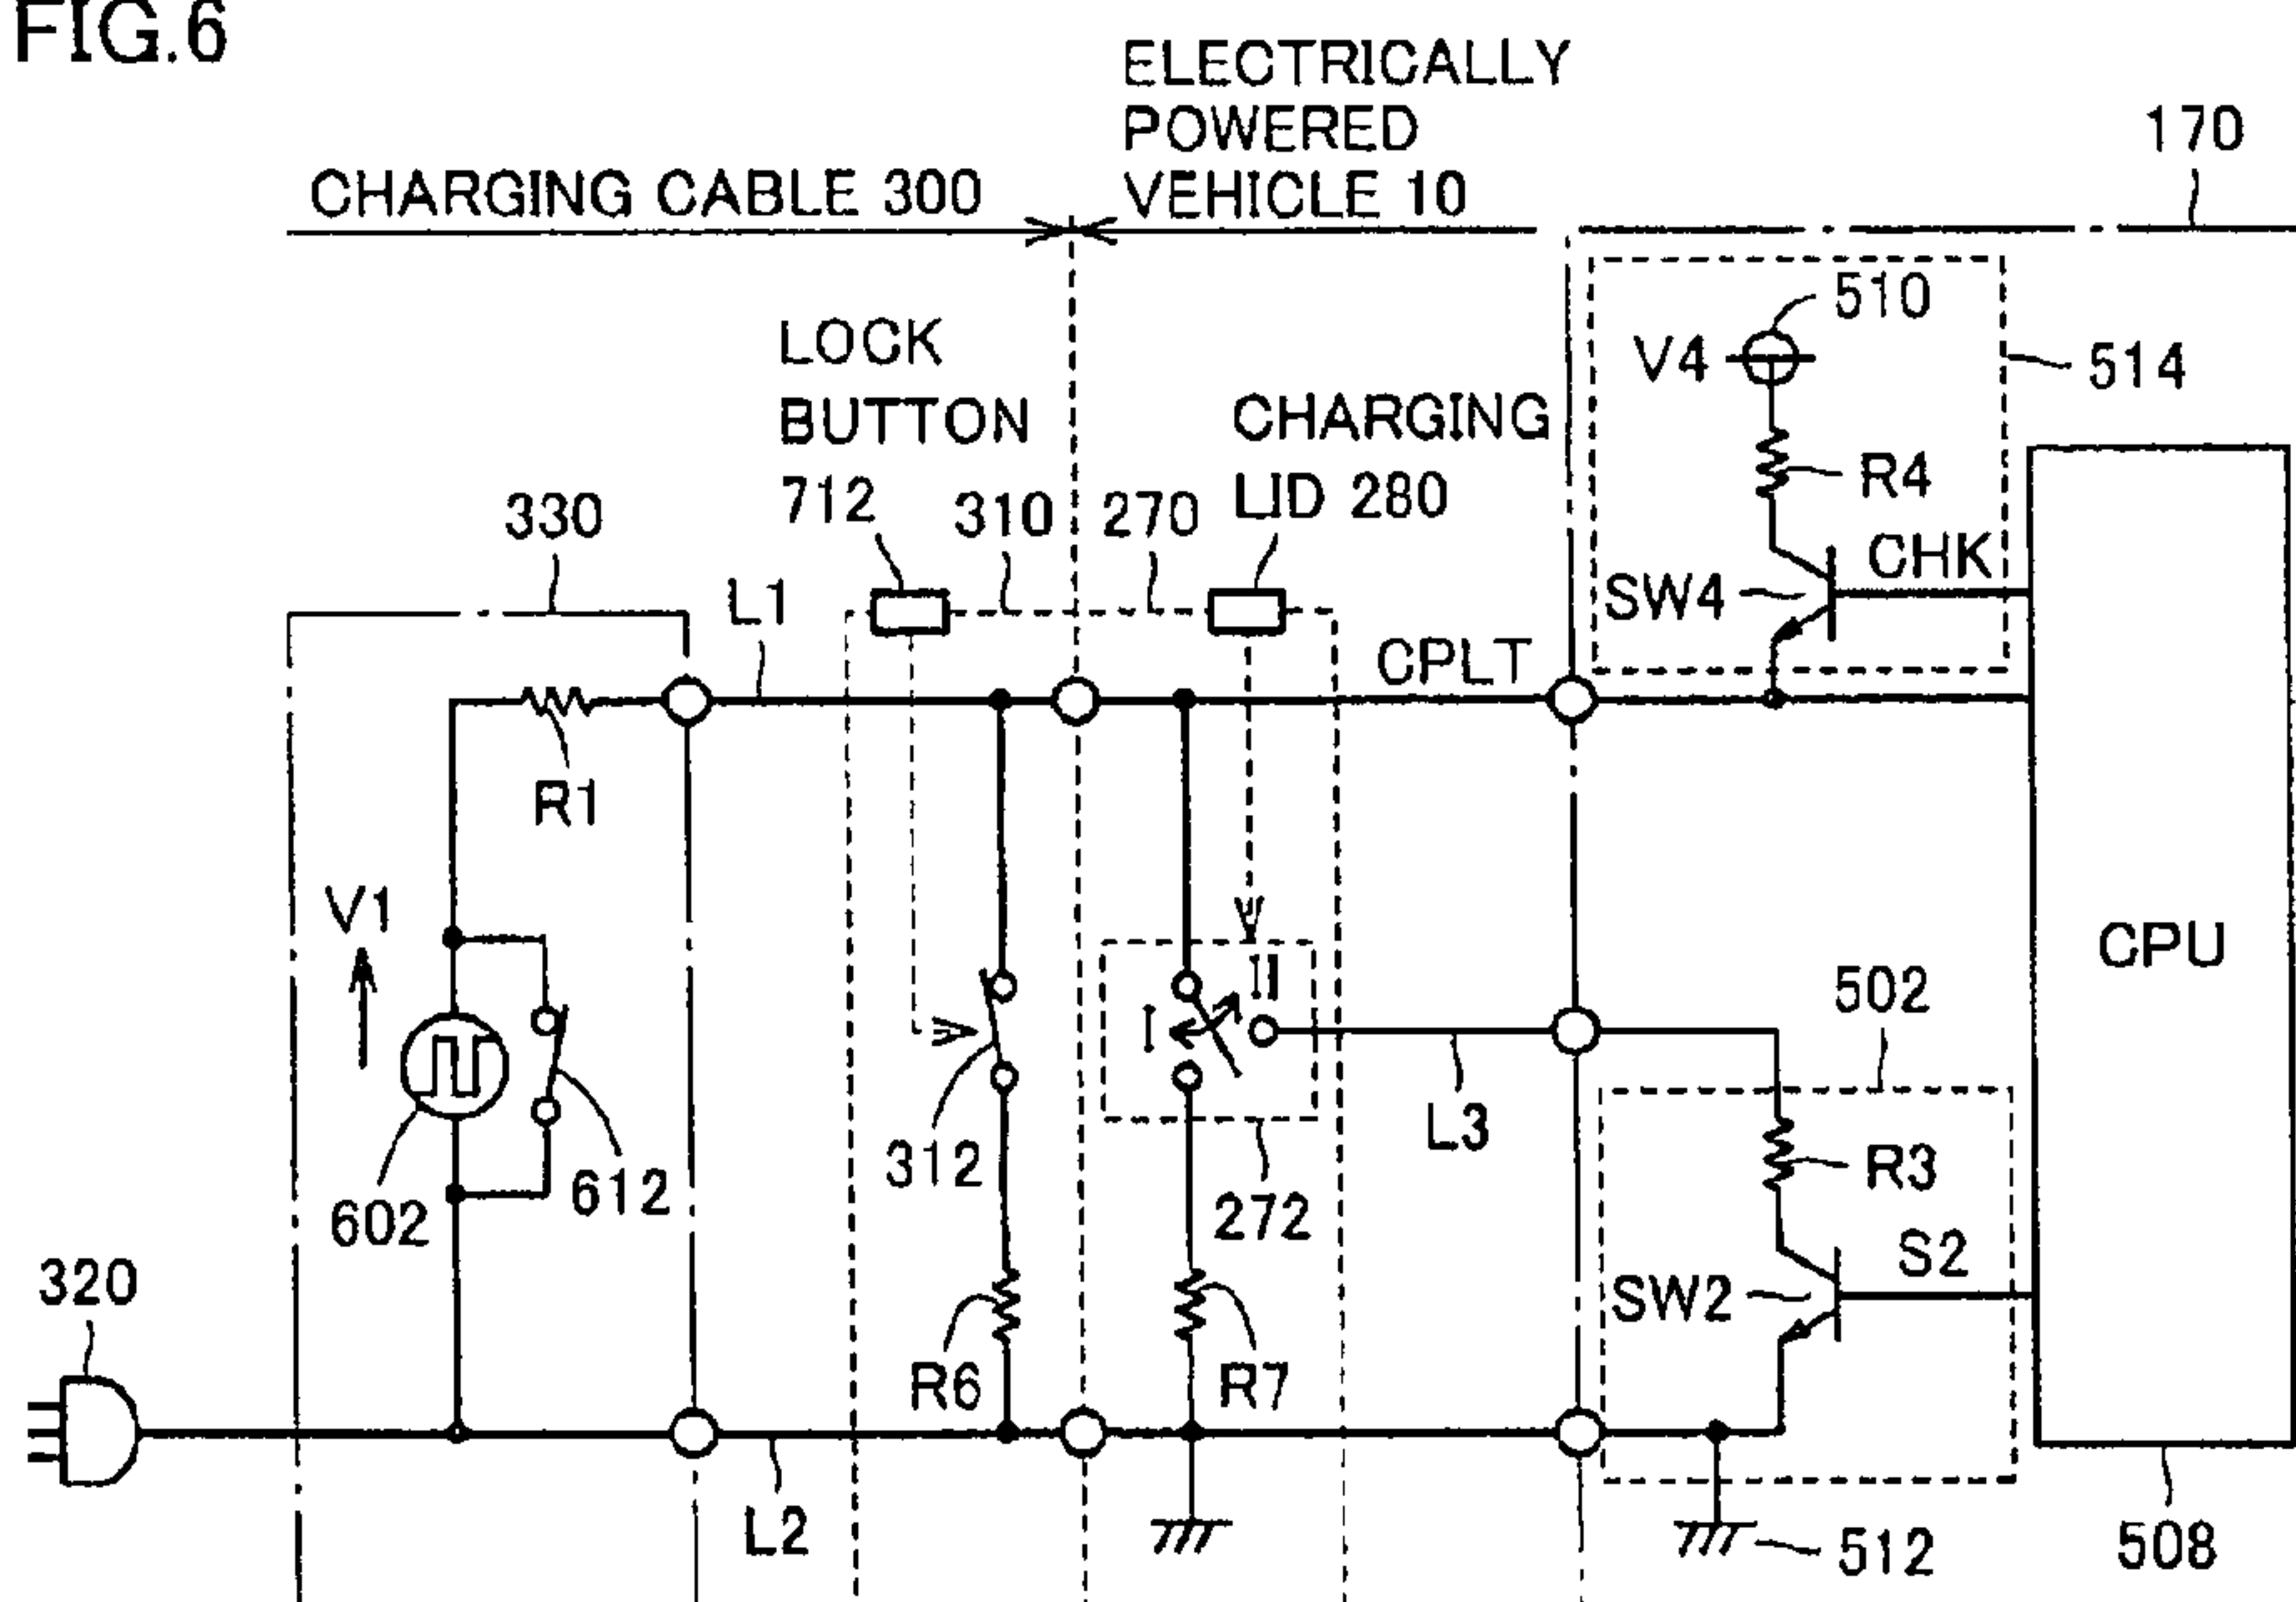 FIG.6
ELECTRICALLY
POWERED
VEHICLE 10
CHARGING CABLE 300
170
510
V4
514
LOCK
BUTTON
712
CHARGING
LID 280
R4
330
310
270
CHK
SW4
L1
CPLT
R1
V1
CPU
I
II
502
312
L3
R3
602
612
272
S2
320
SW2
R6
R7
L2
512
508